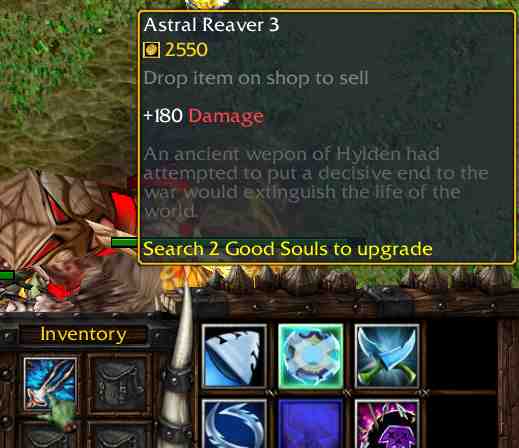 Astral Reaver 3
2550
Drop item on shop to sell
+180 Damage
An ancient wepon of Hylden had
attempted to put a decisive end to the
war would extinguish the life of the
world.
Search 2 Good Souls to upgrade
Inventory